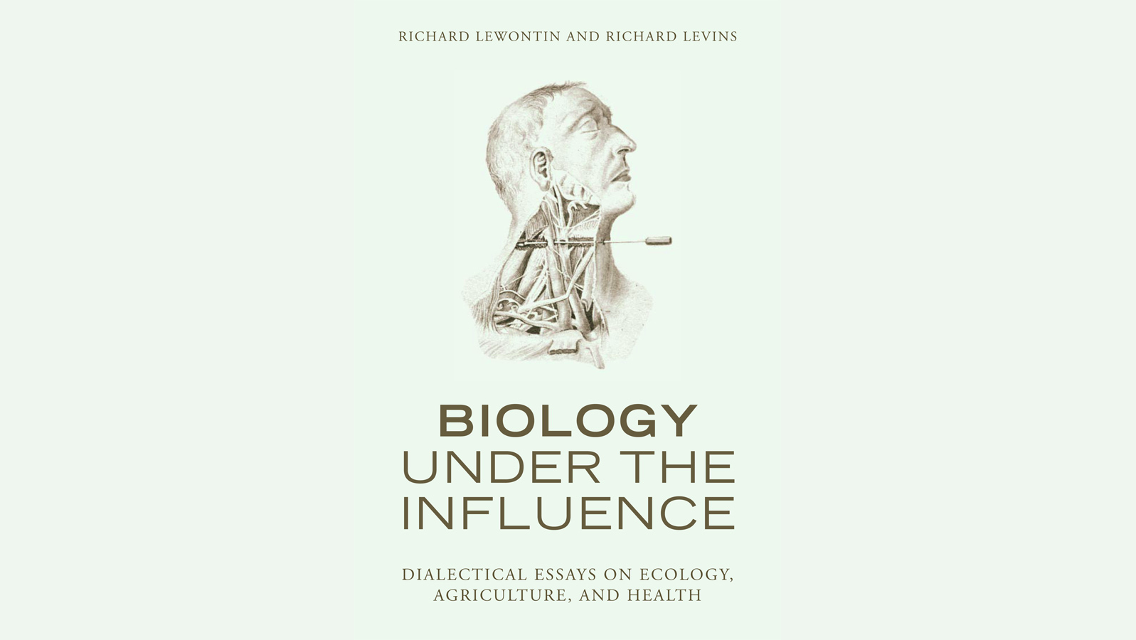 RICHARD LEWONTIN AND RICHARD LEVINS
BIOLOGY
UNDER THE
INFLUENCE
DIALECTICAL ESSAYS ON ECOLOGY,
AGRICULTURE, AND HEALTH